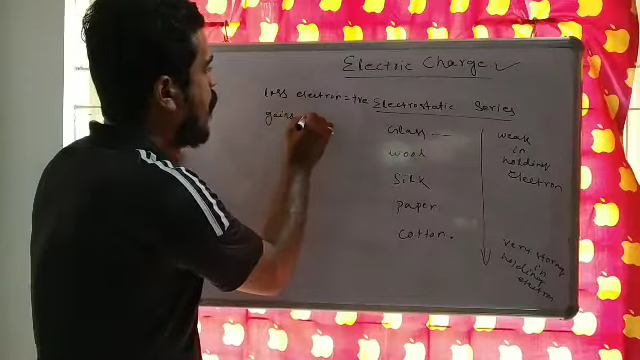 Electric Charge
loss electron = +ve
gains
Electrostatic Series
Glass --
wool
Silk
paper
cotton.
weak
in
holding
Electron
very strong
in
holding
electron